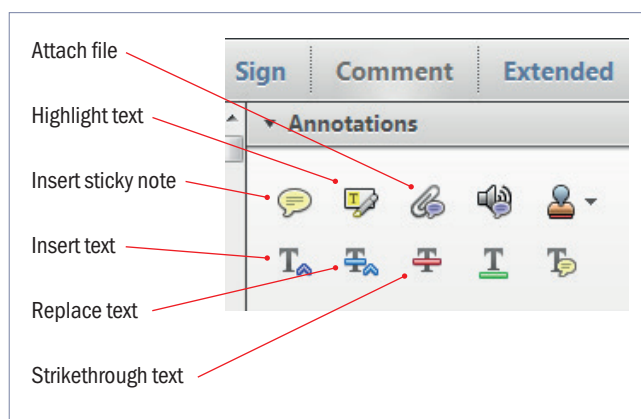 Attach file
Sign Comment Extended
Highlight text
Annotations
Insert sticky note
T
Insert text
T T T T T
Replace text
Strikethrough text